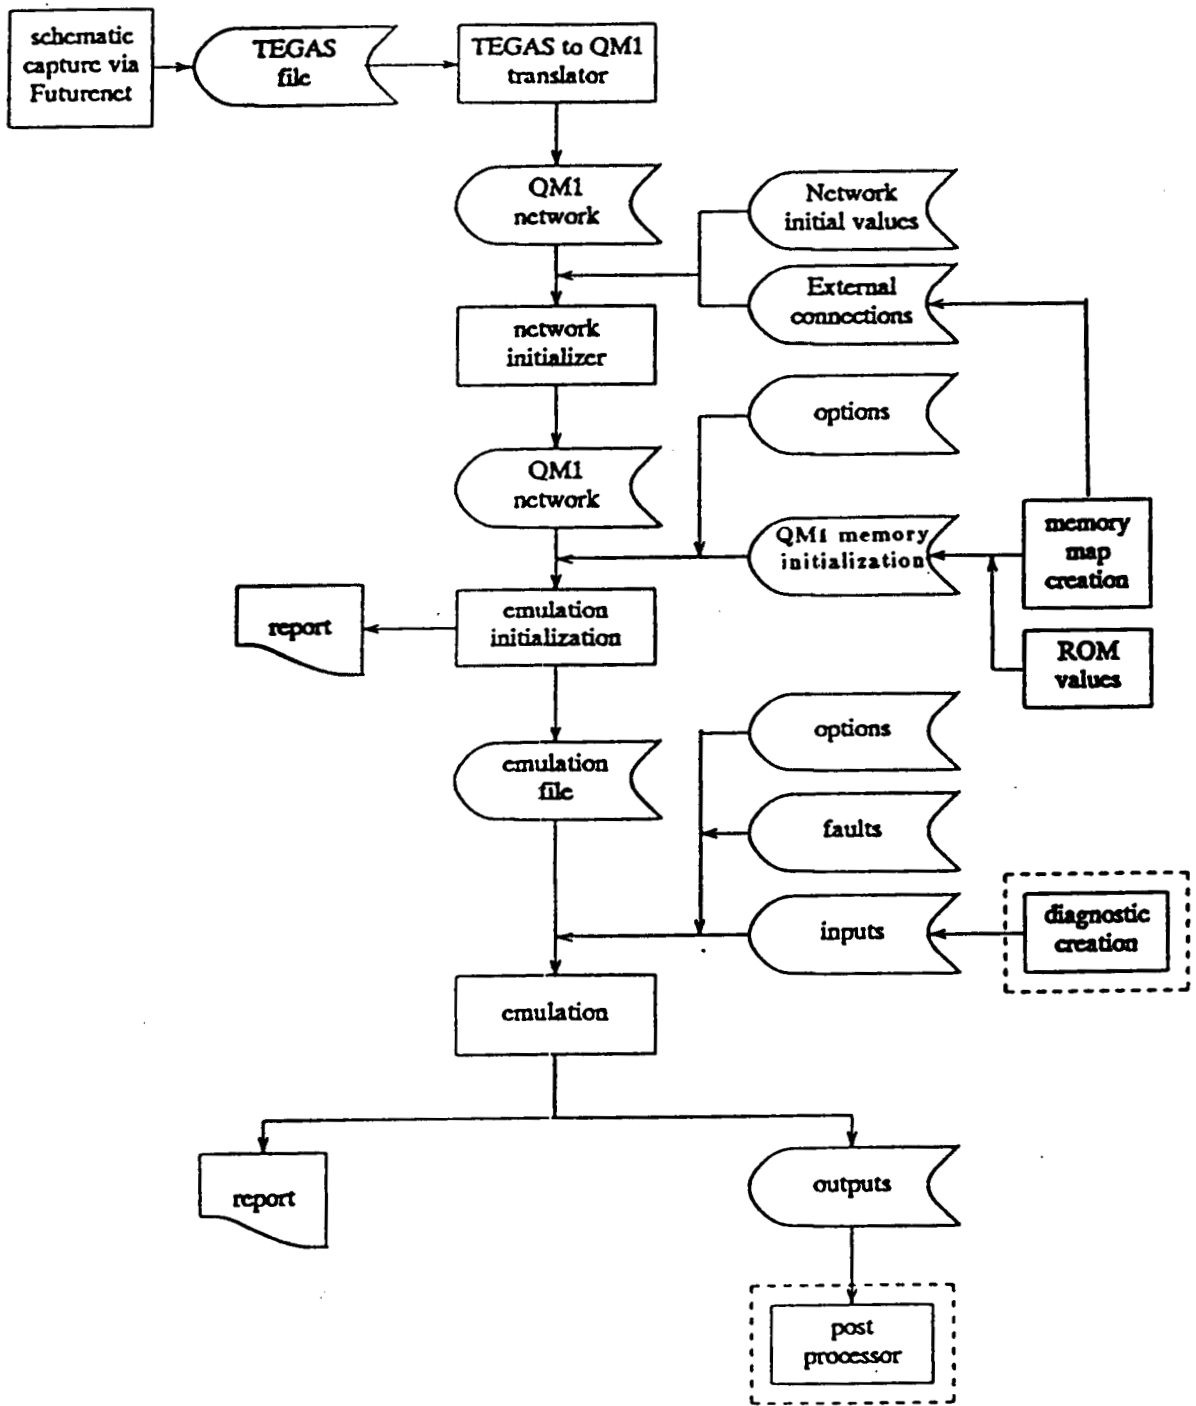 schematic
capture via
Futurenet
TEGAS
file
TEGAS to QM1
translator
QM1
network
Network
initial values
External
connections
network
initializer
options
QM1
network
QM1 memory
initialization
memory
map
creation
report
emulation
initialization
ROM
values
options
emulation
file
faults
inputs
diagnostic
creation
emulation
report
outputs
post
processor